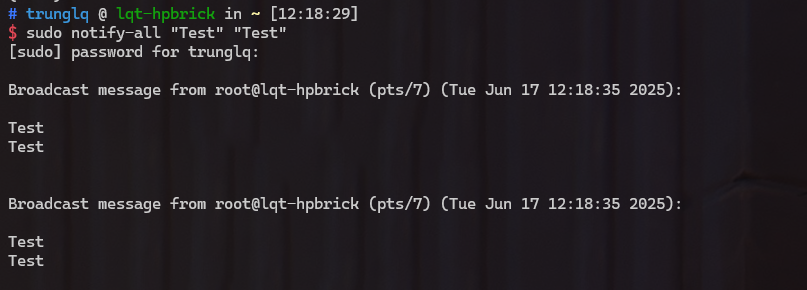 # trunglq @ lqt-hpbrick in ~ [12:18:29]
$ sudo notify-all "Test" "Test"
[sudo] password for trunglq:
Broadcast message from root@lqt-hpbrick (pts/7) (Tue Jun 17 12:18:35 2025):
Test
Test
Broadcast message from root@lqt-hpbrick (pts/7) (Tue Jun 17 12:18:35 2025):
Test
Test